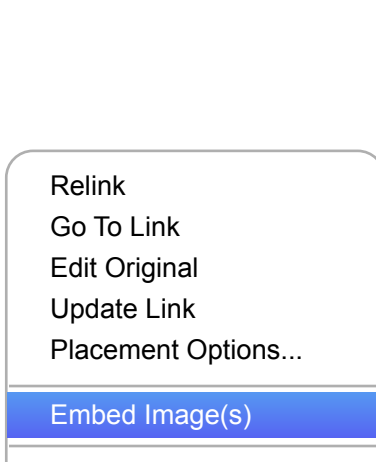 Relink
Go To Link
Edit Original
Update Link
Placement Options...
Embed Image(s)